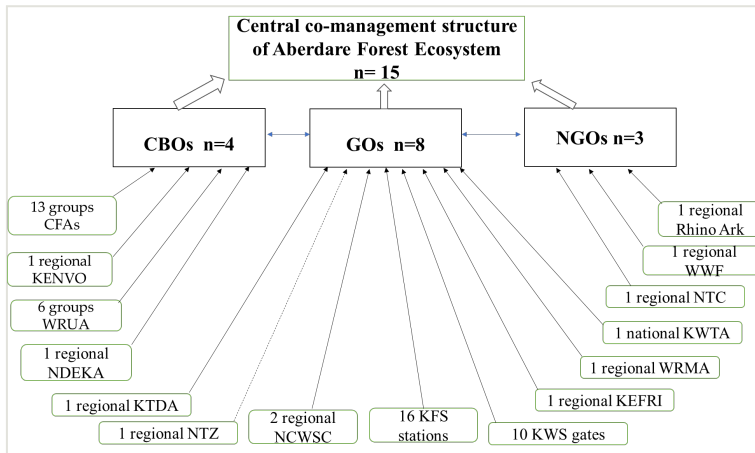 Central co-management structure
of Aberdare Forest Ecosystem
n= 15
CBOs n=4
GOs n=8
NGOs n=3
13 groups
CFAs
1 regional
KENVO
6 groups
WRUA
1 regional
NDEKA
1 regional KTDA
1 regional NTZ
2 regional
NCWSC
16 KFS
stations
10 KWS gates
1 regional KEFRI
1 regional WRMA
1 national KWTA
1 regional NTC
1 regional
WWF
1 regional
Rhino Ark